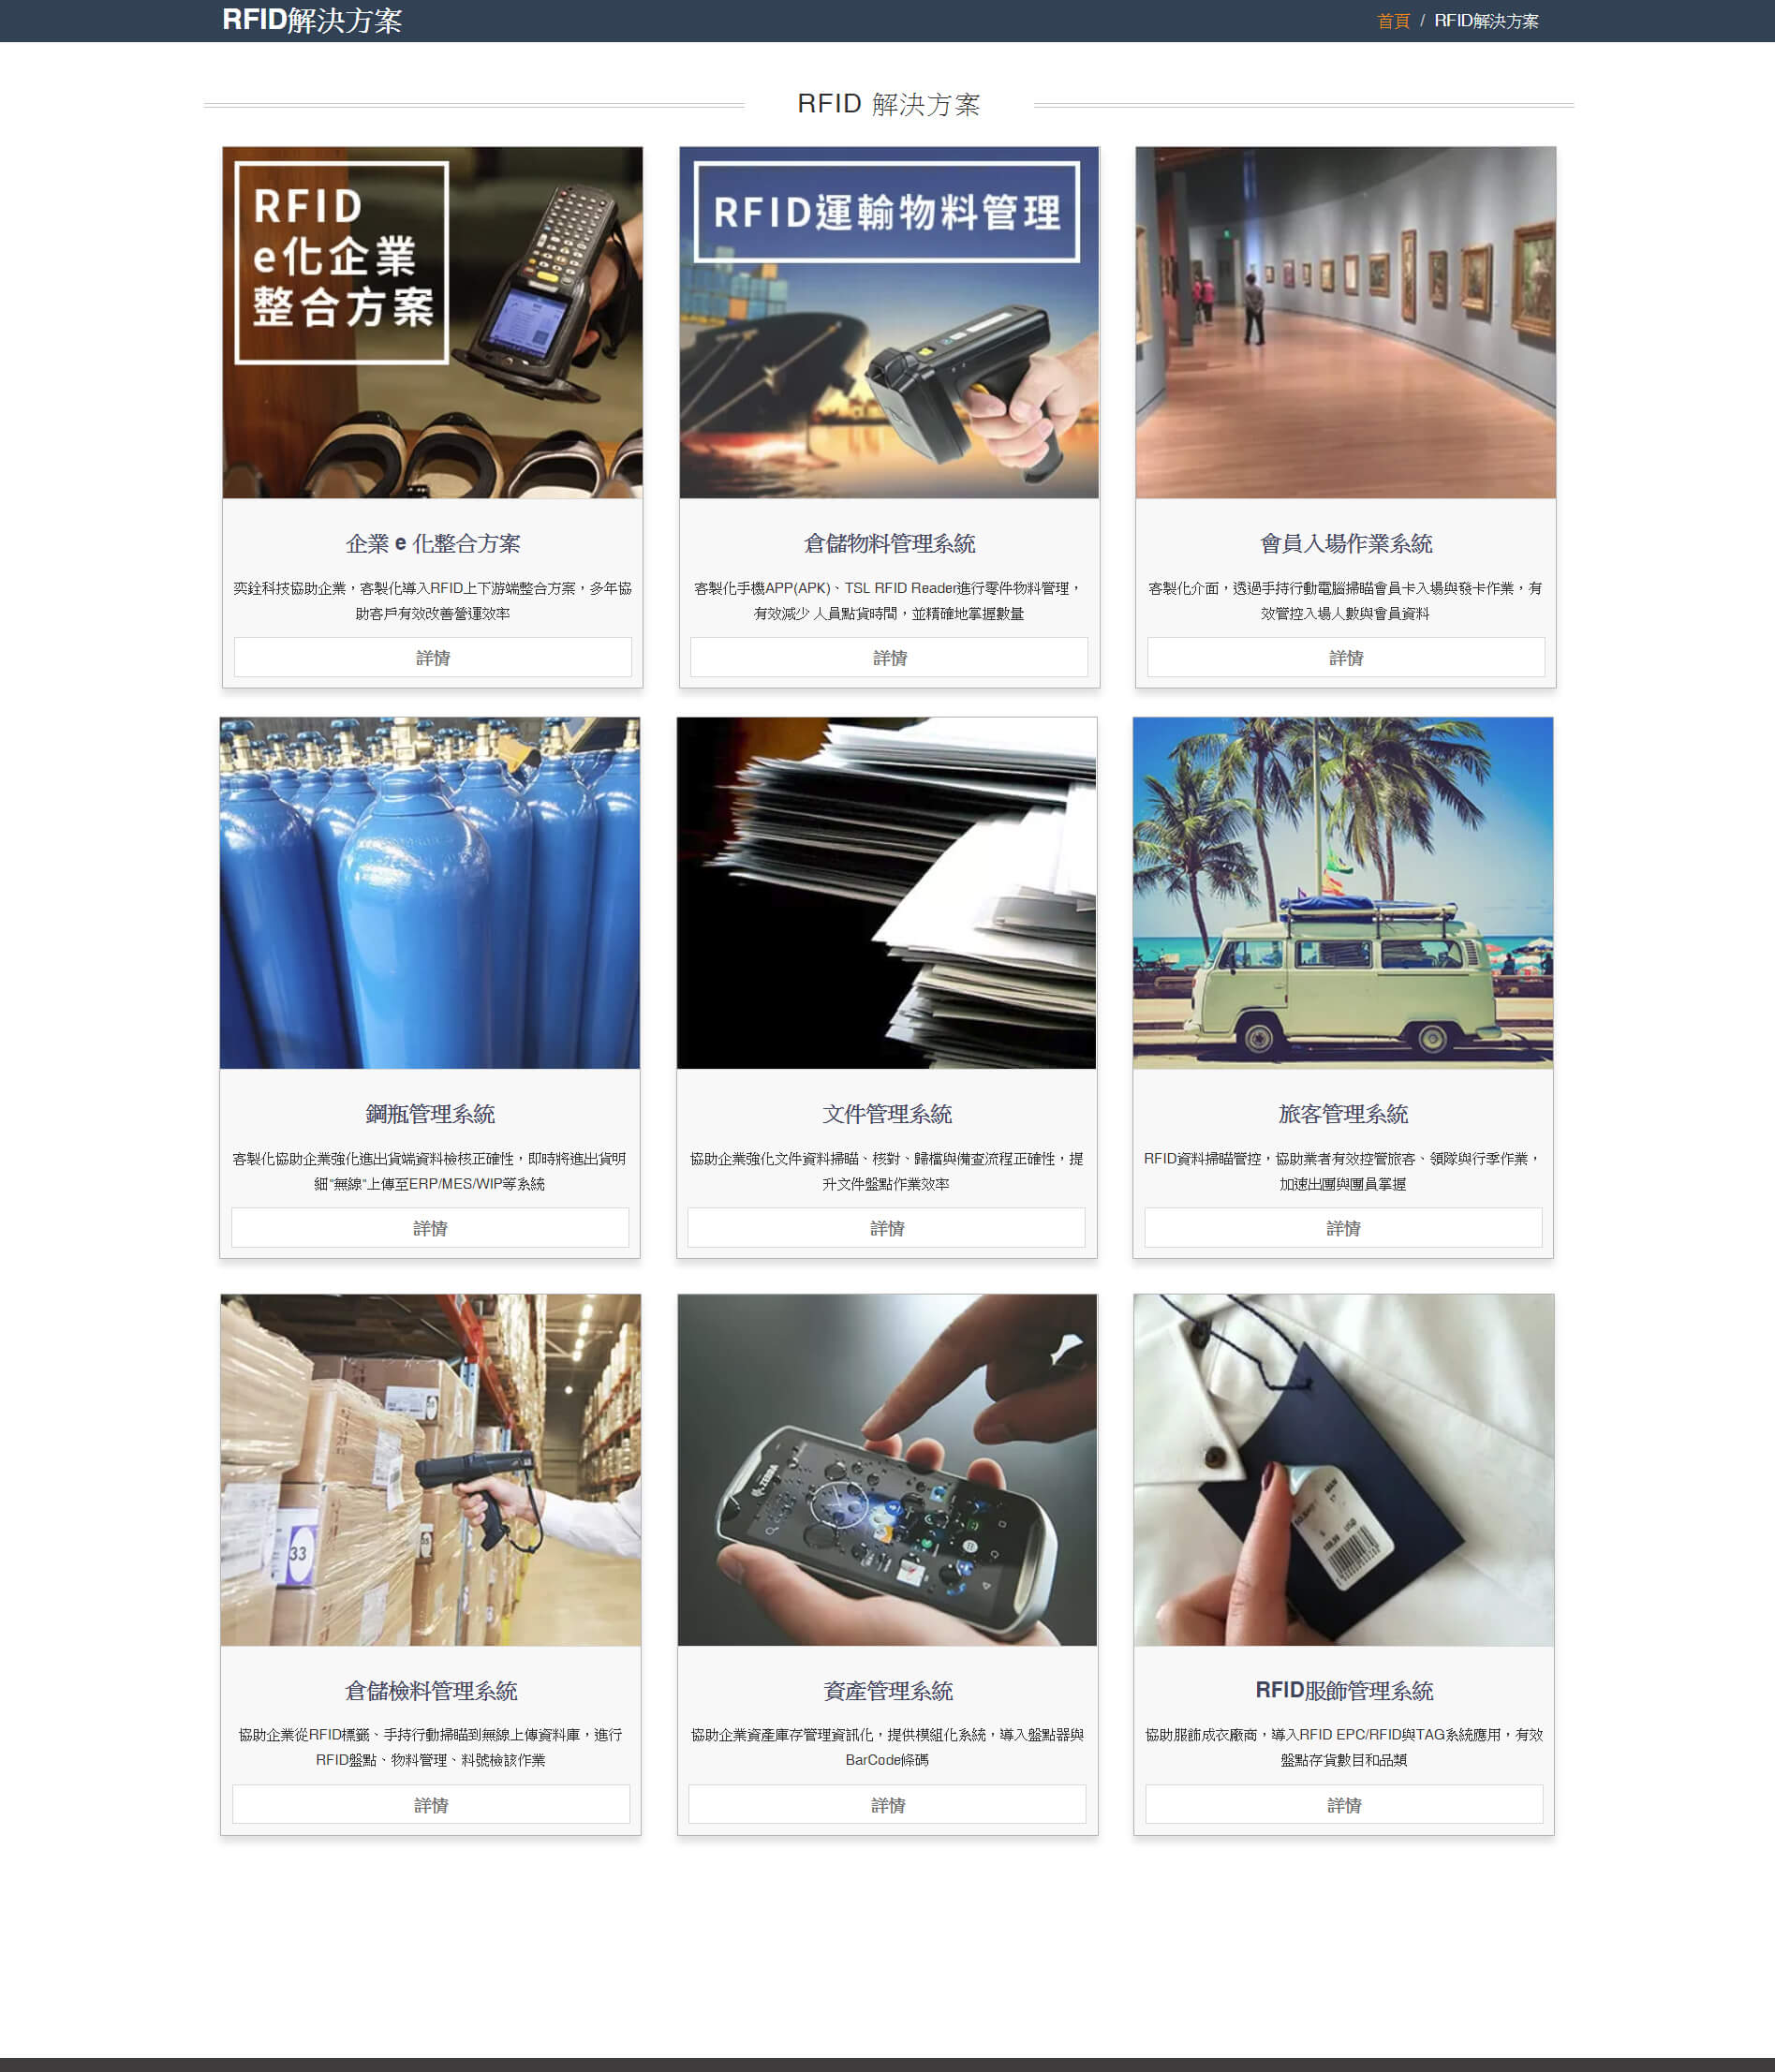 RFID解決方案
首頁 / RFID解決方案
RFID 解決方案
RFID
e化企業
整合方案
RFID運輸物料管理
企業 e 化整合方案
奕銓科技協助企業，客製化導入RFID上下游端整合方案，多年協
助客戶有效改善營運效率
詳情
倉儲物料管理系統
客製化手機APP(APK)、TSL RFID Reader進行零件物料管理，
有效減少 人員點貨時間，並精確地掌握數量
詳情
會員入場作業系統
客製化介面，透過手持行動電腦掃瞄會員卡入場與發卡作業，有
效管控入場人數與會員資料
詳情
鋼瓶管理系統
客製化協助企業強化進出貨端資料檢核正確性，即時將進出貨明
細"無線"上傳至ERP/MES/WIP等系統
詳情
文件管理系統
協助企業強化文件資料掃瞄、核對、歸檔與備查流程正確性，提
升文件盤點作業效率
詳情
旅客管理系統
RFID資料掃瞄管控，協助業者有效控管旅客、領隊與行李作業，
加速出團與團員掌握
詳情
33
ZEBRA
倉儲檢料管理系統
協助企業從RFID標籤、手持行動掃瞄到無線上傳資料庫，進行
RFID盤點、物料管理、料號檢該作業
詳情
資產管理系統
協助企業資產庫存管理資訊化，提供模組化系統，導入盤點器與
BarCode條碼
詳情
RFID服飾管理系統
協助服飾成衣廠商，導入RFID EPC/RFID與TAG系統應用，有效
盤點存貨數目和品類
詳情